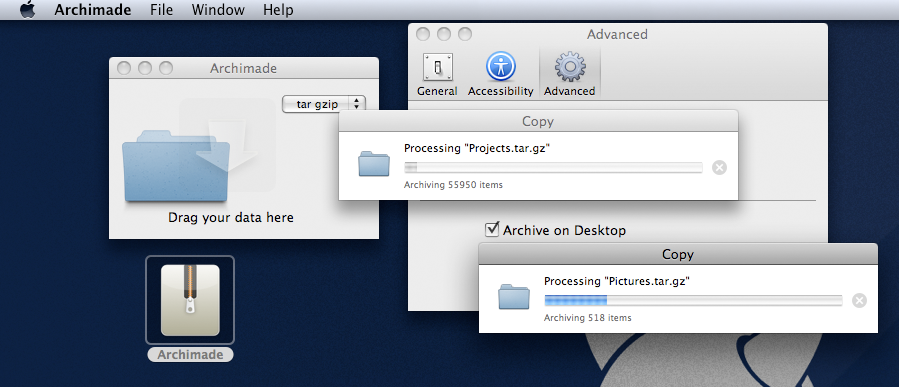 Archimade File Window Help
Advanced
Archimade
General Accessibility Advanced
tar gzip
Copy
Processing "Projects.tar.gz"
Archiving 55950 items
Drag your data here
Archive on Desktop
Copy
Processing "Pictures.tar.gz"
Archiving 518 items
Archimade